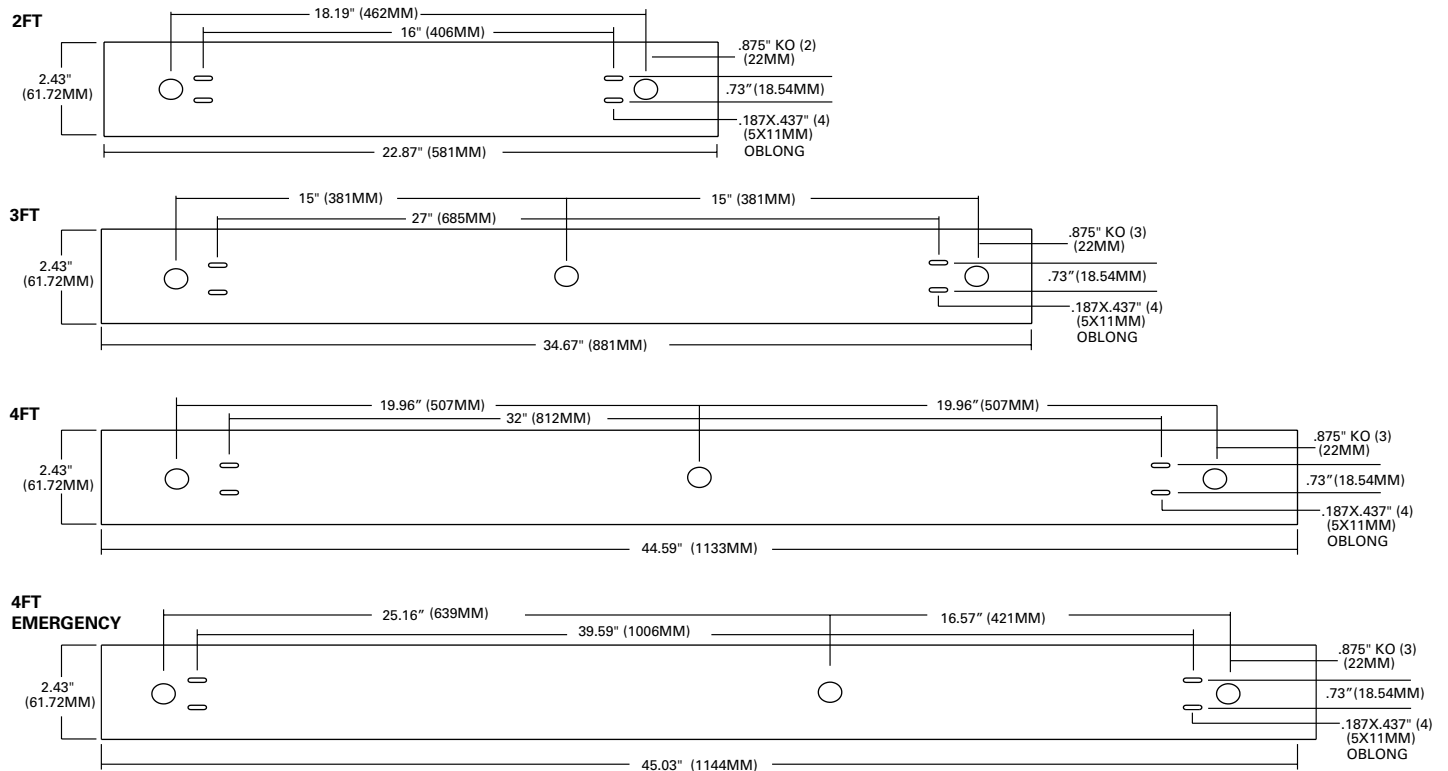 2FT
18.19" (462MM)
16" (406MM)
.875" KO (2)
(22MM)
2.43"
(61.72MM)
.73”(18.54MM)
.187X.437" (4)
(5X11MM)
OBLONG
22.87" (581MM)
3FT
15" (381MM)
15" (381MM)
27" (685MM)
.875" KO (3)
(22MM)
2.43"
(61.72MM)
.73”(18.54MM)
.187X.437" (4)
(5X11MM)
OBLONG
34.67" (881MM)
4FT
19.96” (507MM)
19.96”(507MM)
32" (812MM)
.875" KO (3)
(22MM)
2.43"
(61.72MM)
.73”(18.54MM)
.187X.437" (4)
(5X11MM)
OBLONG
44.59" (1133MM)
4FT
EMERGENCY
25.16” (639MM)
16.57” (421MM)
39.59" (1006MM)
.875" KO (3)
(22MM)
2.43"
(61.72MM)
.73”(18.54MM)
.187X.437" (4)
(5X11MM)
OBLONG
45.03" (1144MM)